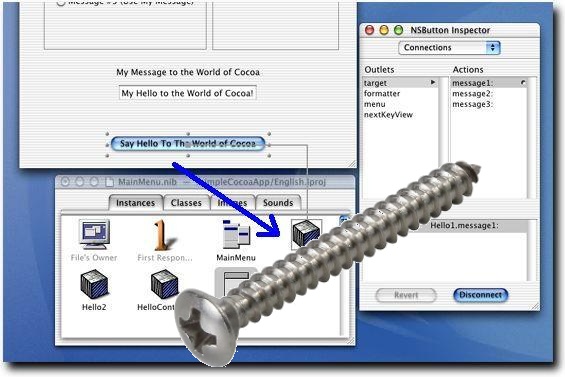 Message #3 (Use My Message)
My Message to the World of Cocoa
My Hello to the World of Cocoa!
Say Hello To The World of Cocoa
NSButton Inspector
Connections
Outlets Actions
target message1:
formatter message2:
menu message3:
nextKeyView
Hello1.message1:
Revert Disconnect
MainMenu.nib — SimpleCocoaApp/English.lproj
Instances Classes Images Sounds
File's Owner First Respon... MainMenu
Hello2 HelloCont